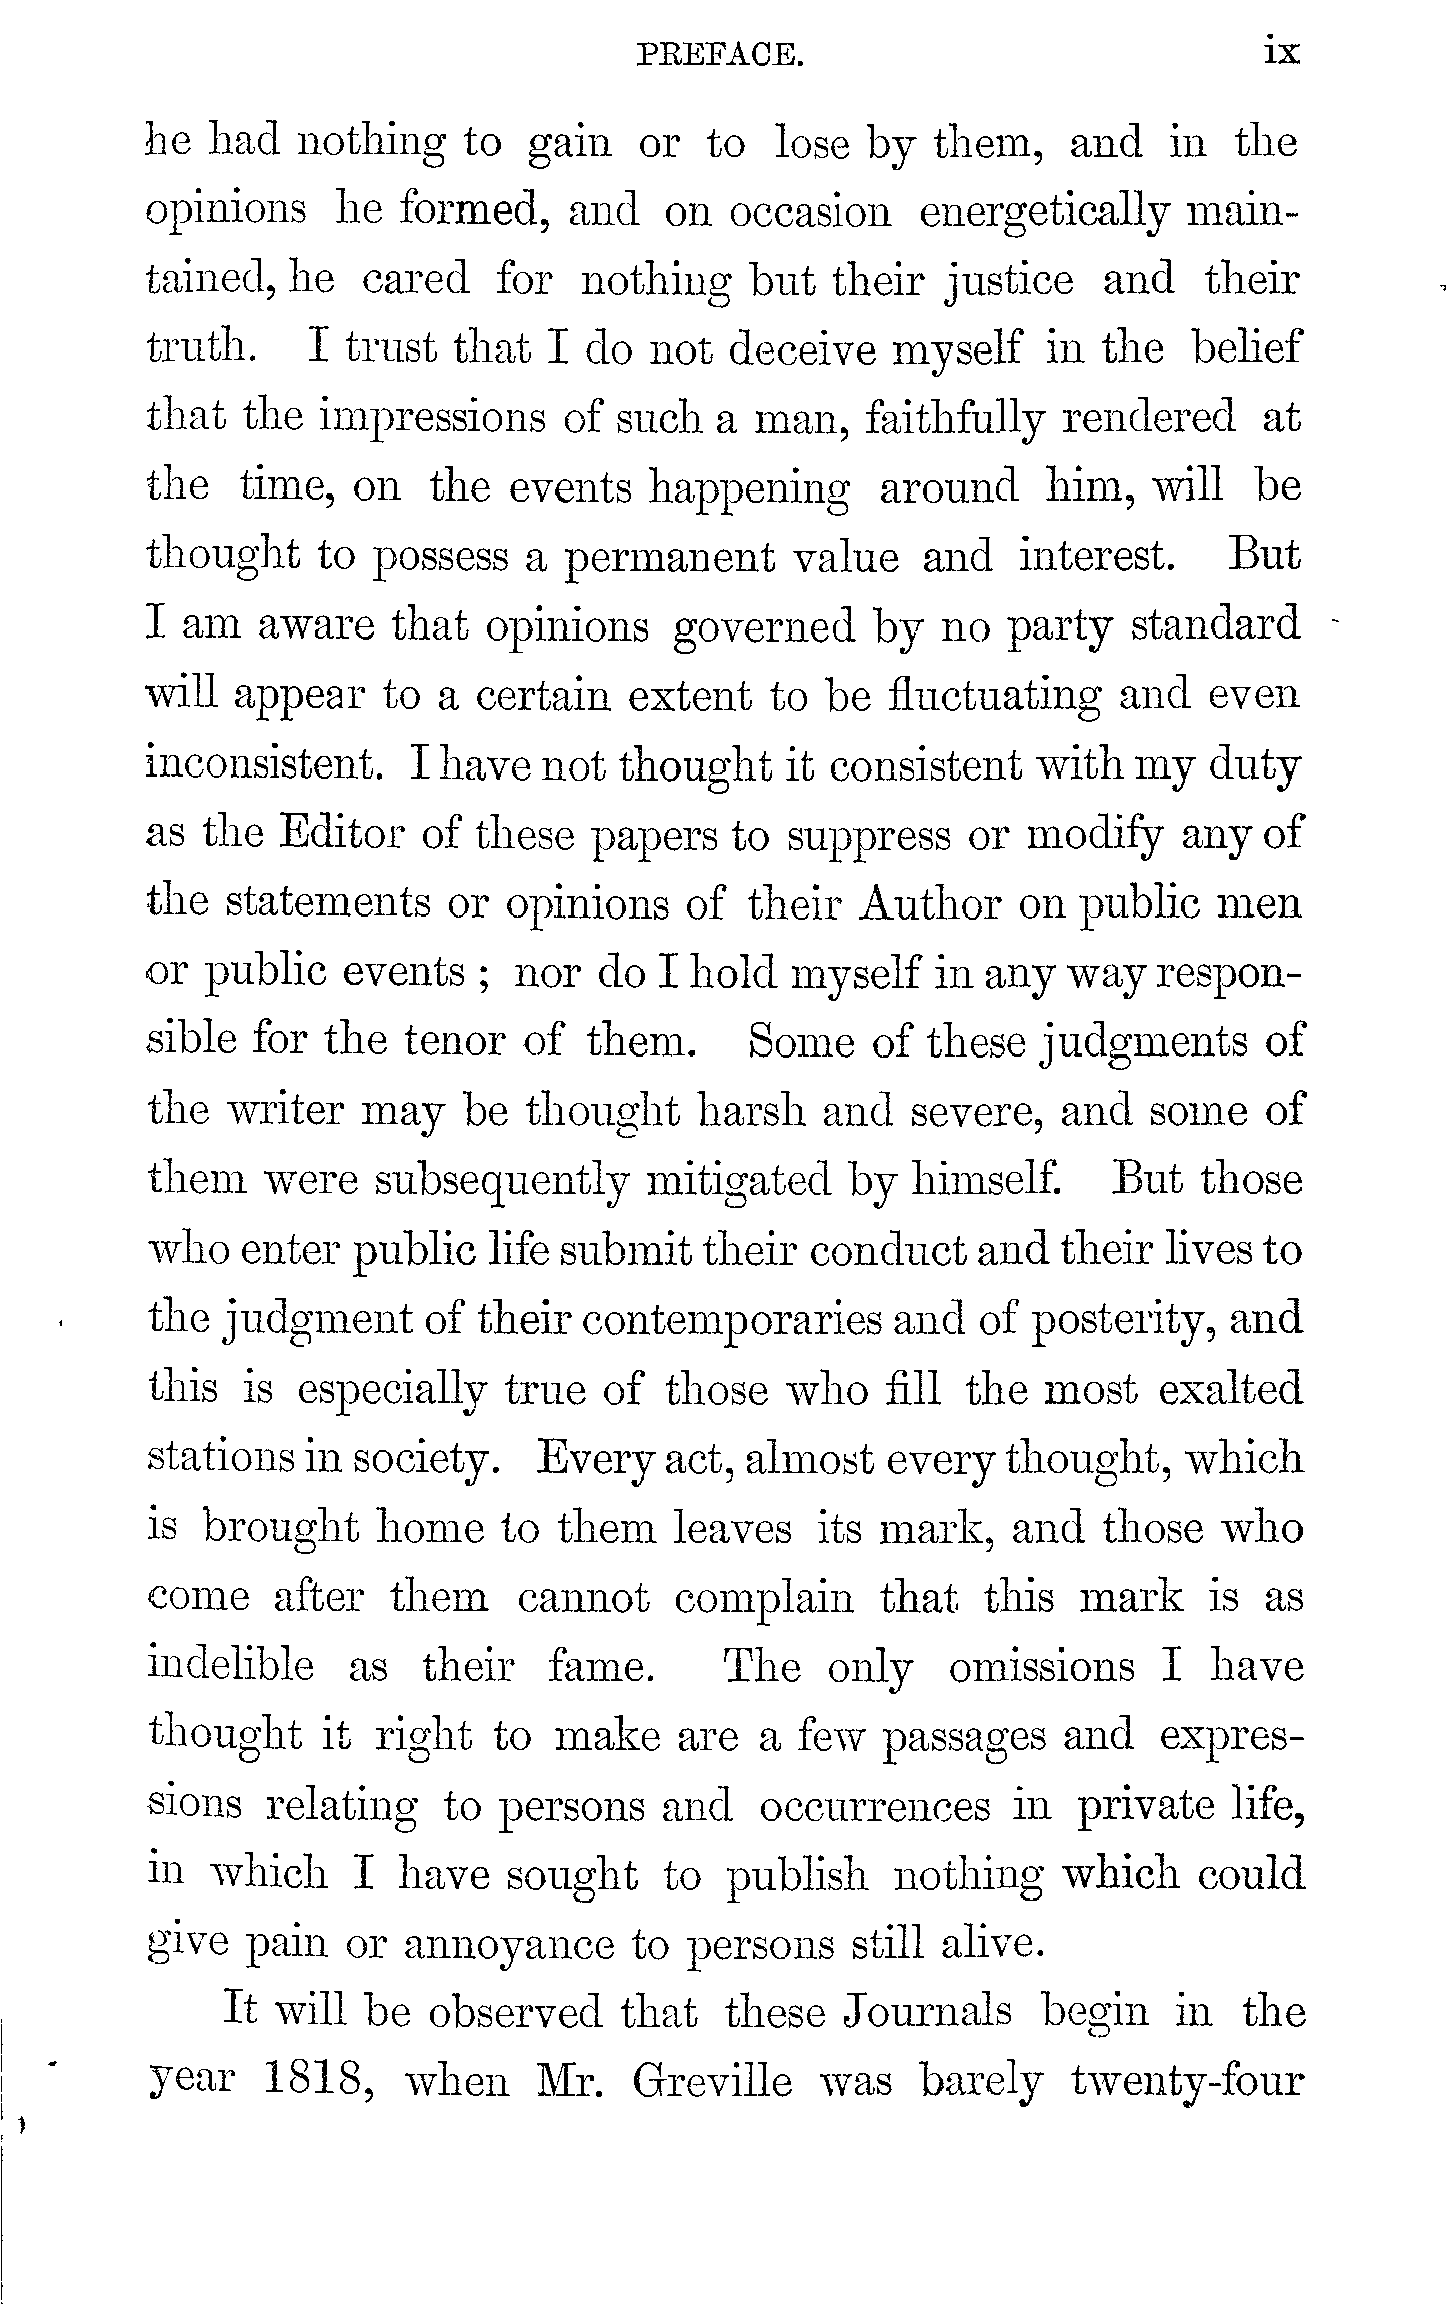 PREFACE. ix
he had nothing to gain or to lose by them, and in the
opinions he formed, and on occasion energetically main-
tained, he cared for nothing but their justice and their
truth. I trust that I do not deceive myself in the belief
that the impressions of such a man, faithfully rendered at
the time, on the events happening around him, will be
thought to possess a permanent value and interest. But
I am aware that opinions governed by no party standard
will appear to a certain extent to be fluctuating and even
inconsistent. I have not thought it consistent with my duty
as the Editor of these papers to suppress or modify any of
the statements or opinions of their Author on public men
or public events ; nor do I hold myself in any way respon-
sible for the tenor of them. Some of these judgments of
the writer may be thought harsh and severe, and some of
them were subsequently mitigated by himself. But those
who enter public life submit their conduct and their lives to
the judgment of their contemporaries and of posterity, and
this is especially true of those who fill the most exalted
stations in society. Every act, almost every thought, which
is brought home to them leaves its mark, and those who
come after them cannot complain that this mark is as
indelible as their fame. The only omissions I have
thought it right to make are a few passages and expres-
sions relating to persons and occurrences in private life,
in which I have sought to publish nothing which could
give pain or annoyance to persons still alive.
It will be observed that these Journals begin in the
year 1818, when Mr. Greville was barely twenty-four